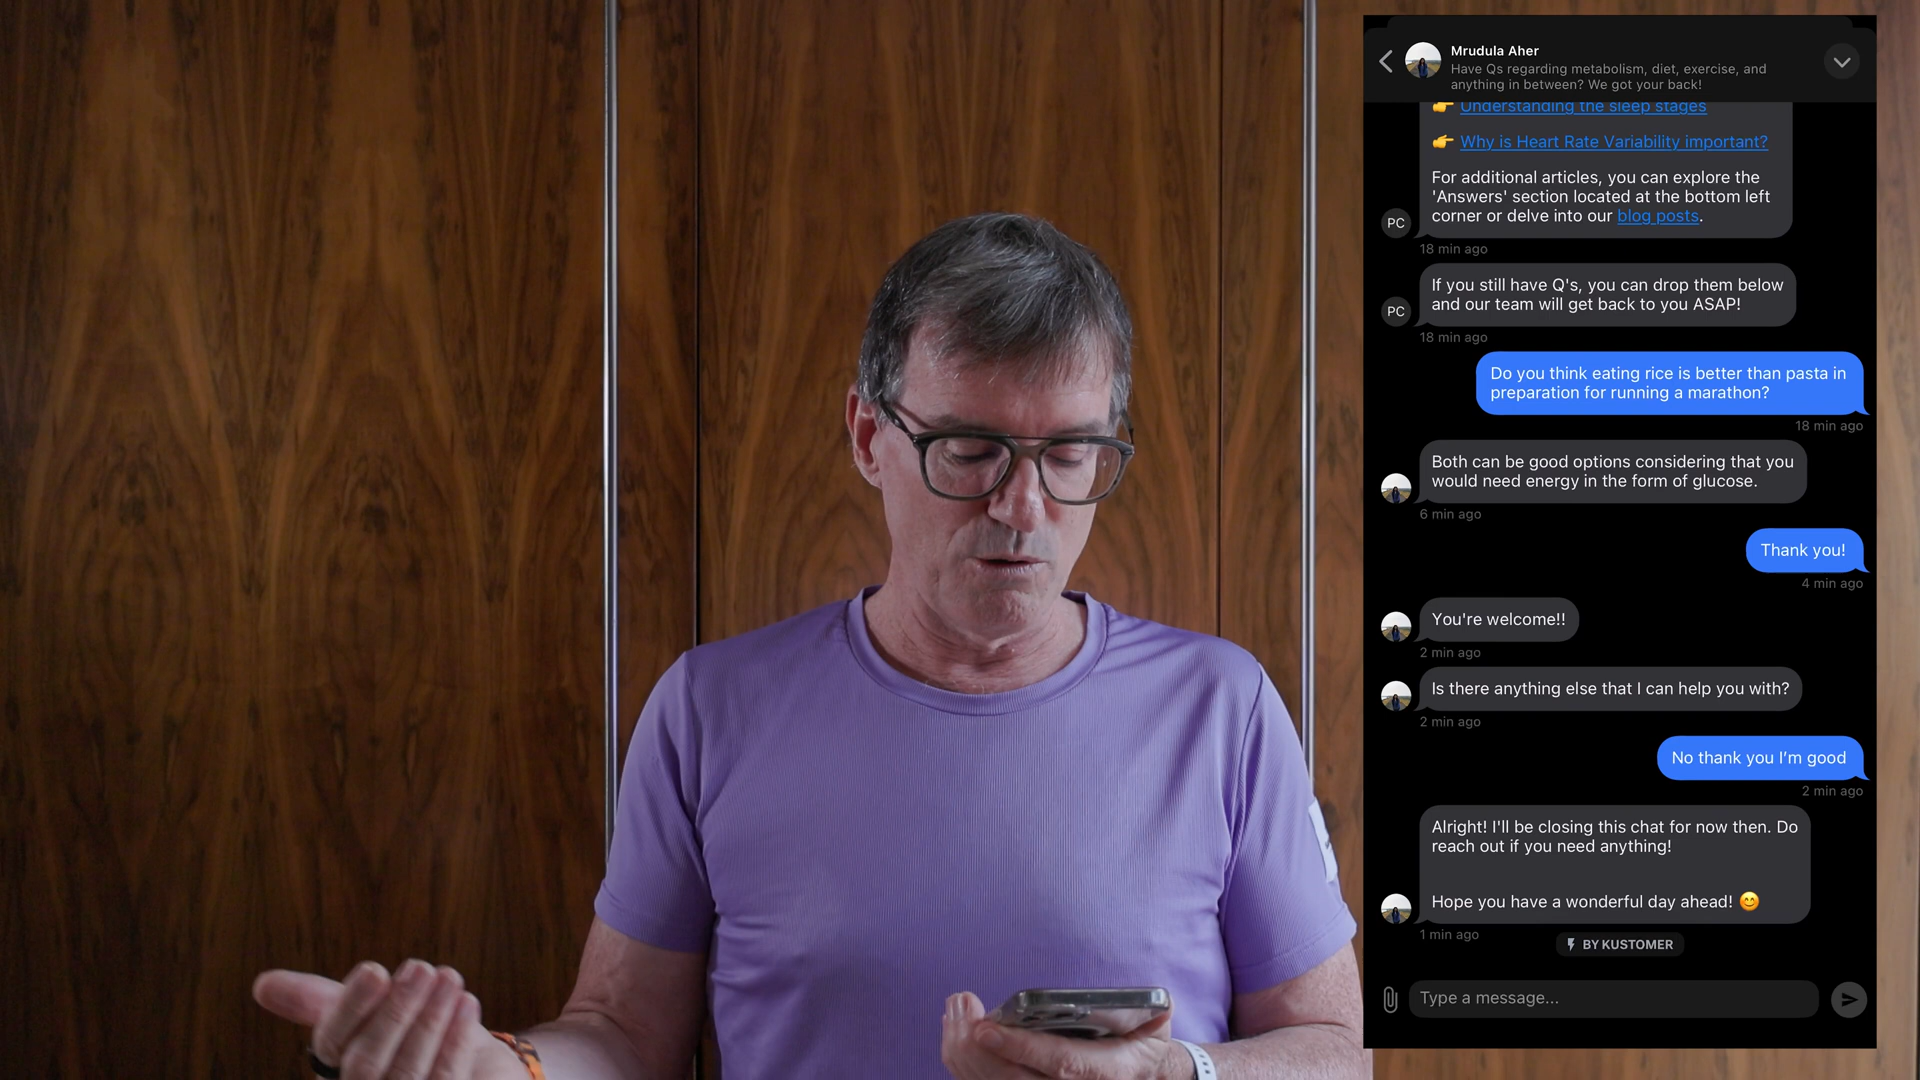 Mrudula Aher
Have Qs regarding metabolism, diet, exercise, and
anything in between? We got your back!
👉 Understanding the sleep stages
👉 Why is Heart Rate Variability important?
For additional articles, you can explore the
'Answers' section located at the bottom left
corner or delve into our blog posts.
PC
18 min ago
If you still have Q's, you can drop them below
and our team will get back to you ASAP!
PC
18 min ago
Do you think eating rice is better than pasta in
preparation for running a marathon?
18 min ago
Both can be good options considering that you
would need energy in the form of glucose.
6 min ago
Thank you!
4 min ago
You're welcome!!
2 min ago
Is there anything else that I can help you with?
2 min ago
No thank you I’m good
2 min ago
Alright! I'll be closing this chat for now then. Do
reach out if you need anything!
Hope you have a wonderful day ahead! 😊
1 min ago
BY KUSTOMER
Type a message...